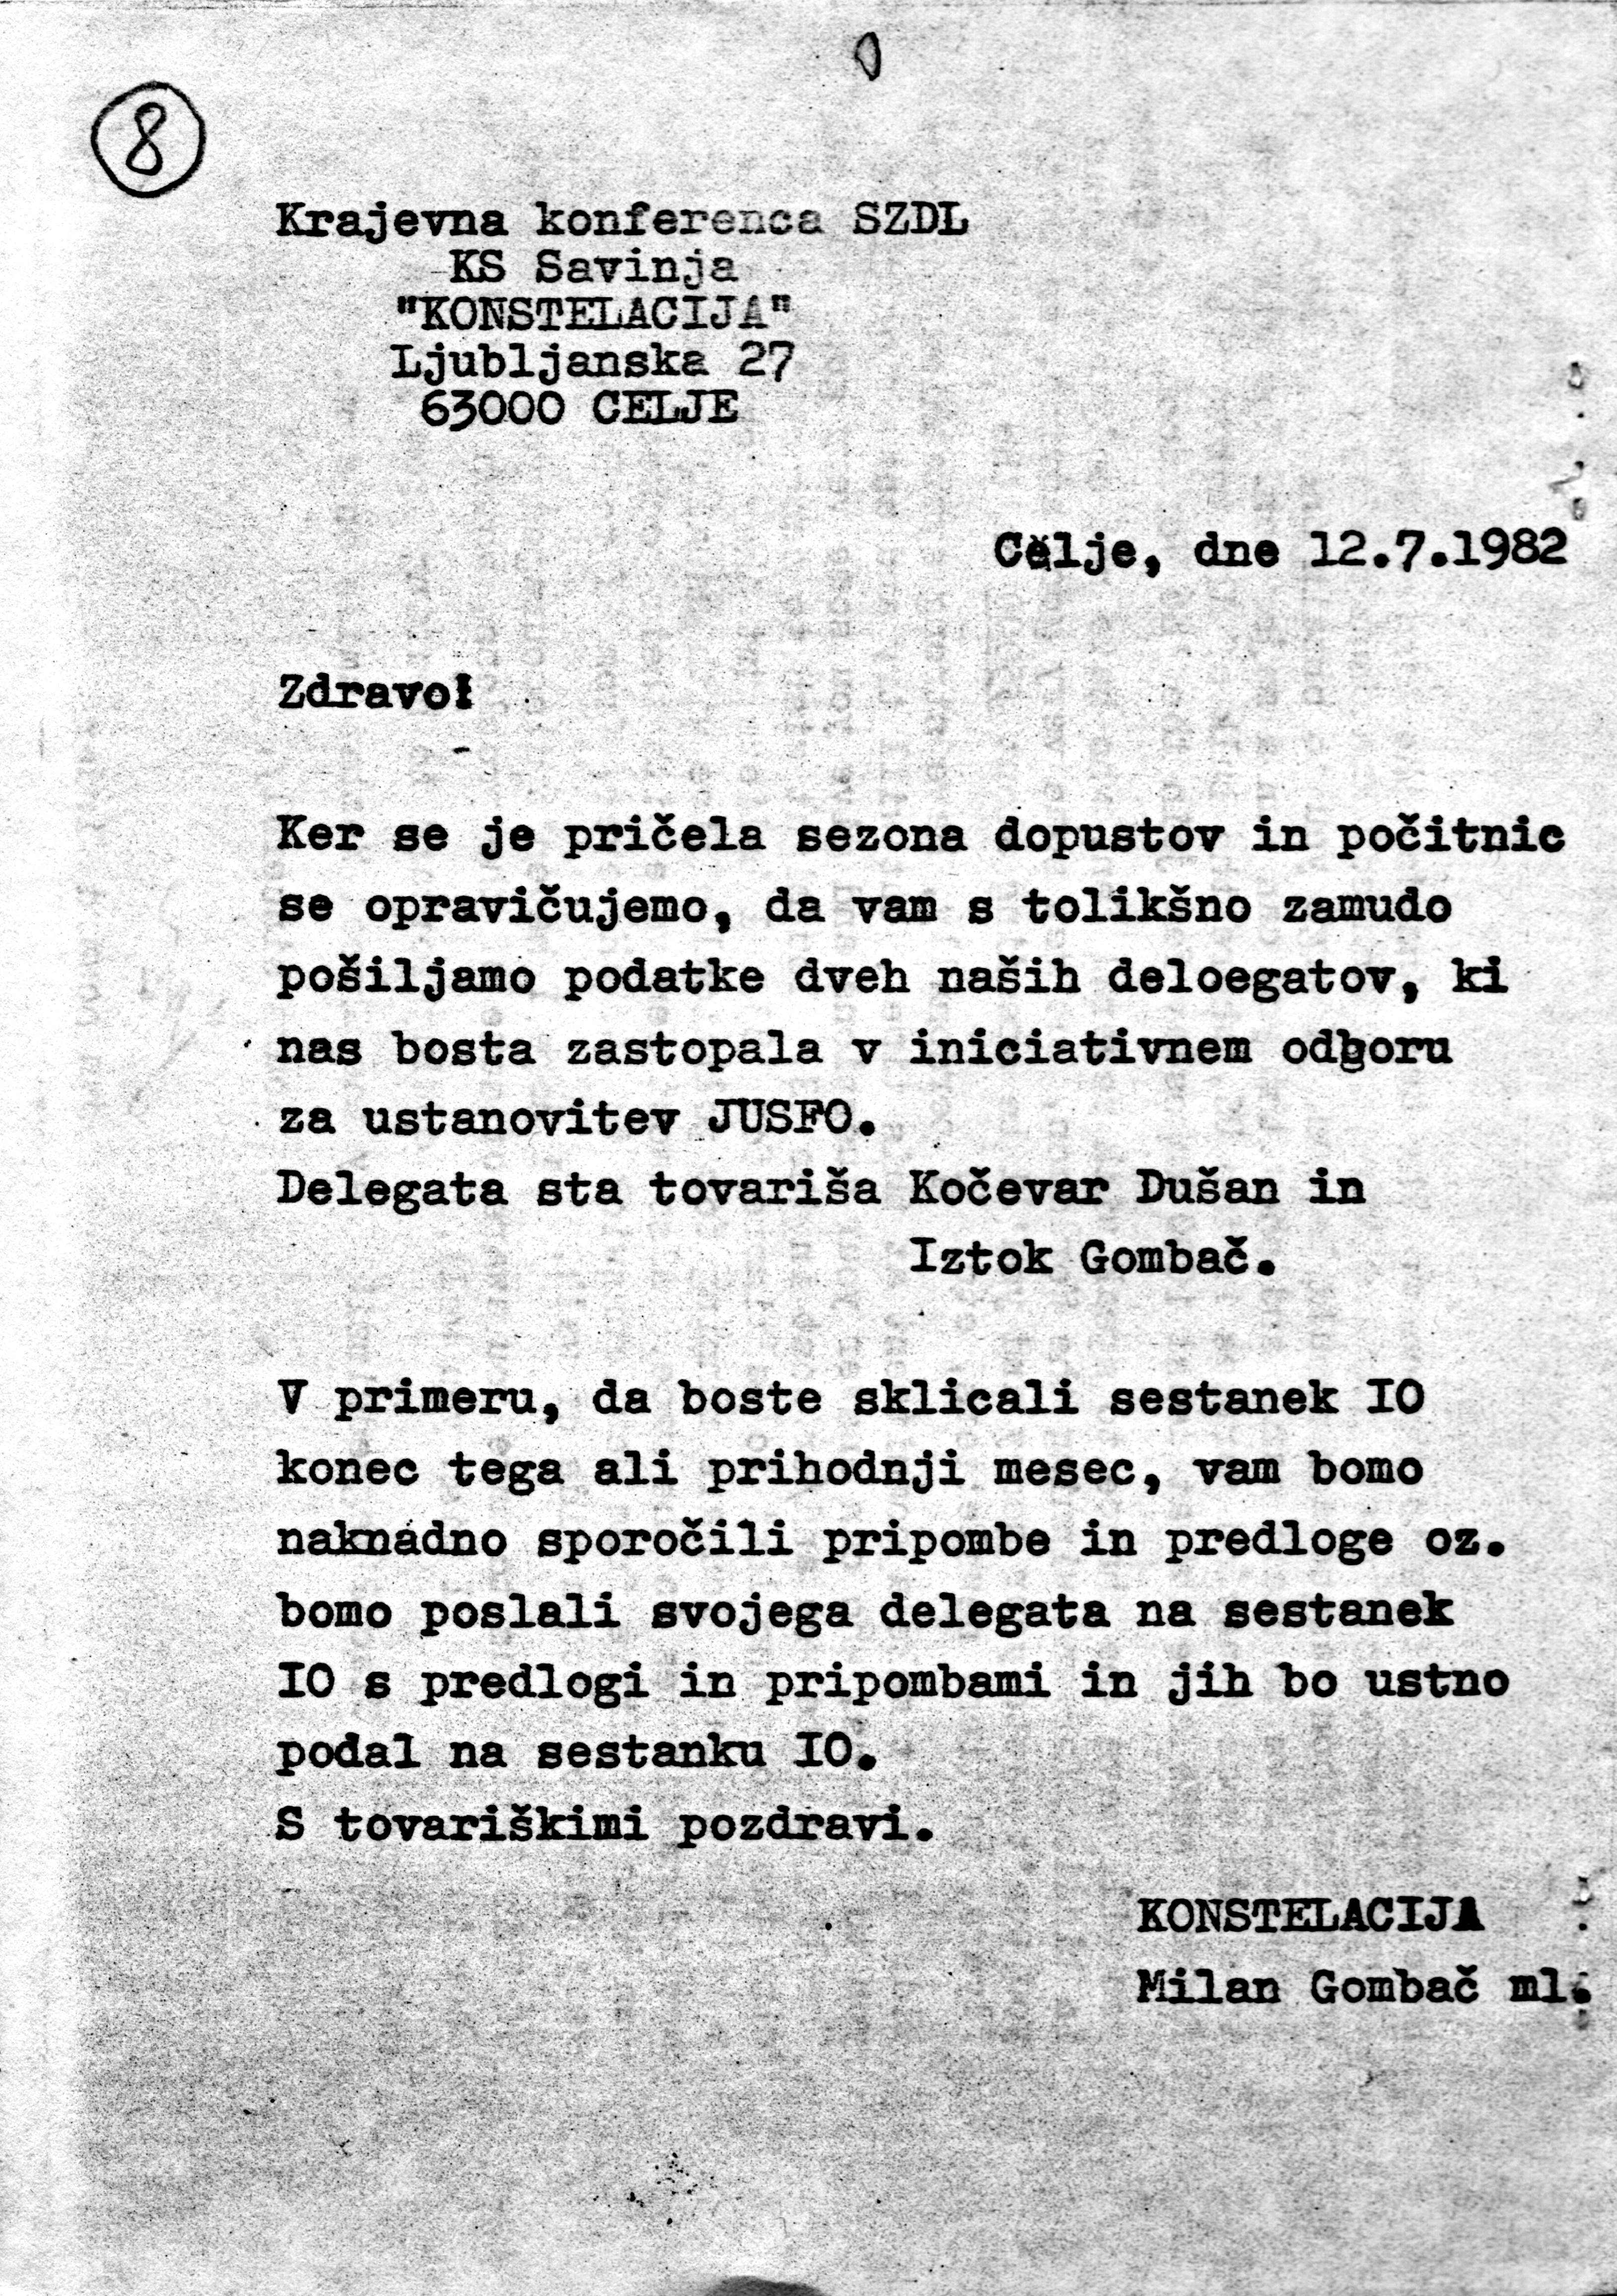 8
Krajevna konferenca SZDL
KS Savinja
"KONSTELACIJA"
Ljubljanska 27
63000 CELJE
Celje, dne 12.7.1982
Zdravo!
Ker se je pričela sezona dopustov in počitnic
se opravičujemo, da vam s tolikšno zamudo
pošiljamo podatke dveh naših deloegatov, ki
nas bosta zastopala v iniciativnem odboru
za ustanovitev JUSFO.
Delegata sta tovariša Kočevar Dušan in
Iztok Gombač.
V primeru, da boste sklicali sestanek IO
konec tega ali prihodnji mesec, vam bomo
naknadno sporočili pripombe in predloge oz.
bomo poslali svojega delegata na sestanek
IO s predlogi in pripombami in jih bo ustno
podal na sestanku IO.
S tovariškimi pozdravi.
KONSTELACIJA
Milan Gombač ml.